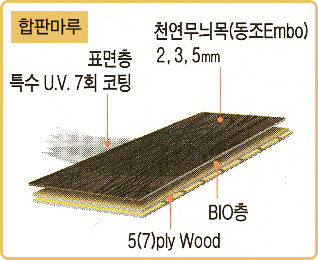 합판마루
천연무늬목(동조Embo)
2, 3, 5mm
표면층
특수 U.V. 7회 코팅
BIO층
5(7)ply Wood